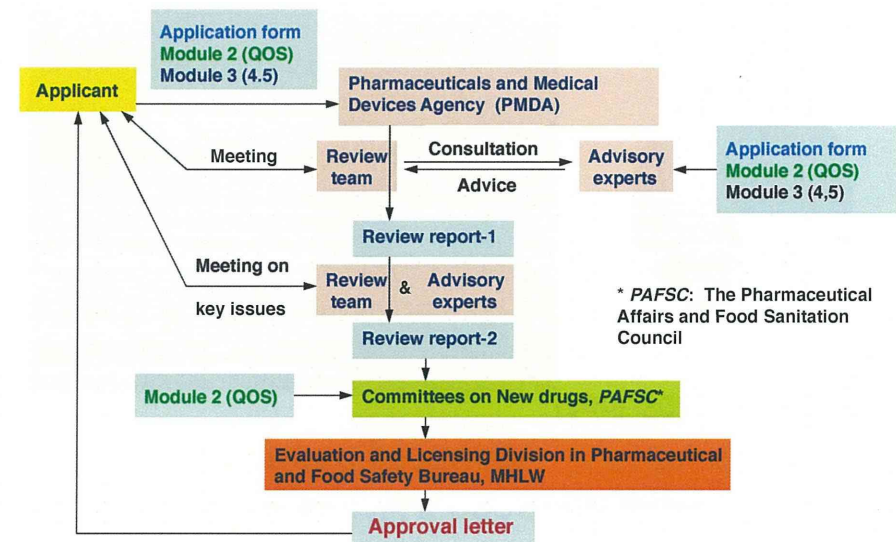 Application form
Module 2 (QOS)
Module 3 (4.5)
Applicant
Pharmaceuticals and Medical
Devices Agency (PMDA)
Meeting
Review
team
Consultation
Advice
Advisory
experts
Application form
Module 2 (QOS)
Module 3 (4,5)
Review report-1
Meeting on
key issues
Review
team
&
Advisory
experts
* PAFSC: The Pharmaceutical
Affairs and Food Sanitation
Council
Review report-2
Module 2 (QOS)
Committees on New drugs, PAFSC*
Evaluation and Licensing Division in Pharmaceutical
and Food Safety Bureau, MHLW
Approval letter